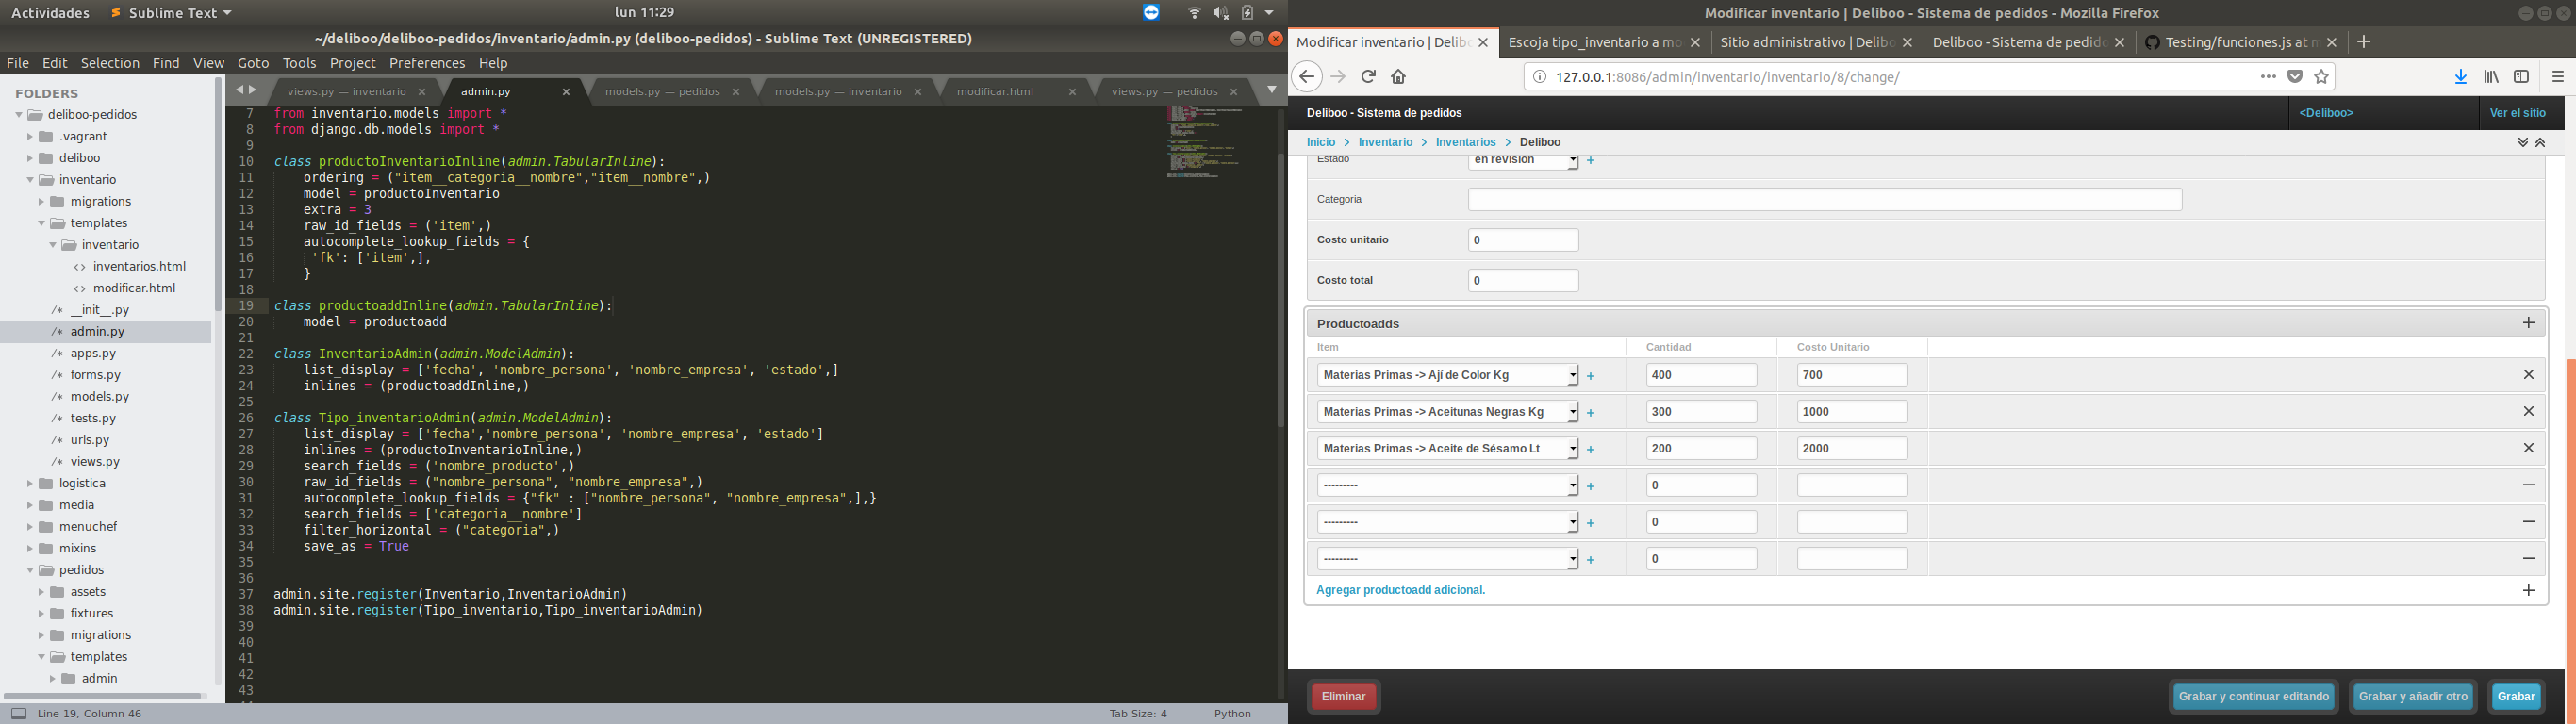 Actividades Sublime Text lun 11:29
~/deliboo/deliboo-pedidos/inventario/admin.py (deliboo-pedidos) - Sublime Text (UNREGISTERED)
File Edit Selection Find View Goto Tools Project Preferences Help
views.py — inventario admin.py models.py — pedidos models.py — inventario modificar.html views.py — pedidos
FOLDERS
deliboo-pedidos
.vagrant
deliboo
inventario
migrations
templates
inventario
inventarios.html
modificar.html
__init__.py
admin.py
apps.py
forms.py
models.py
tests.py
urls.py
views.py
logistica
media
menuchef
mixins
pedidos
assets
fixtures
migrations
templates
admin
7 from inventario.models import *
8 from django.db.models import *
9
10 class productoInventarioInline(admin.TabularInline):
11 ordering = ("item__categoria__nombre","item__nombre",)
12 model = productoInventario
13 extra = 3
14 raw_id_fields = ('item',)
15 autocomplete_lookup_fields = {
16 'fk': ['item',],
17 }
18
19 class productoaddInline(admin.TabularInline):
20 model = productoadd
21
22 class InventarioAdmin(admin.ModelAdmin):
23 list_display = ['fecha', 'nombre_persona', 'nombre_empresa', 'estado',]
24 inlines = (productoaddInline,)
25
26 class Tipo_inventarioAdmin(admin.ModelAdmin):
27 list_display = ['fecha','nombre_persona', 'nombre_empresa', 'estado']
28 inlines = (productoInventarioInline,)
29 search_fields = ('nombre_producto',)
30 raw_id_fields = ("nombre_persona", "nombre_empresa",)
31 autocomplete_lookup_fields = {"fk" : ["nombre_persona", "nombre_empresa",],}
32 search_fields = ['categoria__nombre']
33 filter_horizontal = ("categoria",)
34 save_as = True
35
36
37 admin.site.register(Inventario,InventarioAdmin)
38 admin.site.register(Tipo_inventario,Tipo_inventarioAdmin)
39
40
41
42
43
Line 19, Column 46 Tab Size: 4 Python
Modificar inventario | Deliboo - Sistema de pedidos - Mozilla Firefox
Modificar inventario | Delibo Escoja tipo_inventario a mo Sitio administrativo | Delibo Deliboo - Sistema de pedido Testing/funciones.js at m
127.0.0.1:8086/admin/inventario/inventario/8/change/
Deliboo - Sistema de pedidos <Deliboo> Ver el sitio
Inicio > Inventario > Inventarios > Deliboo
Estado en revision
Categoria
Costo unitario 0
Costo total 0
Productoadds
Item Cantidad Costo Unitario
Materias Primas -> Ají de Color Kg 400 700
Materias Primas -> Aceitunas Negras Kg 300 1000
Materias Primas -> Aceite de Sésamo Lt 200 2000
--------- 0
--------- 0
--------- 0
Agregar productoadd adicional.
Eliminar Grabar y continuar editando Grabar y añadir otro Grabar